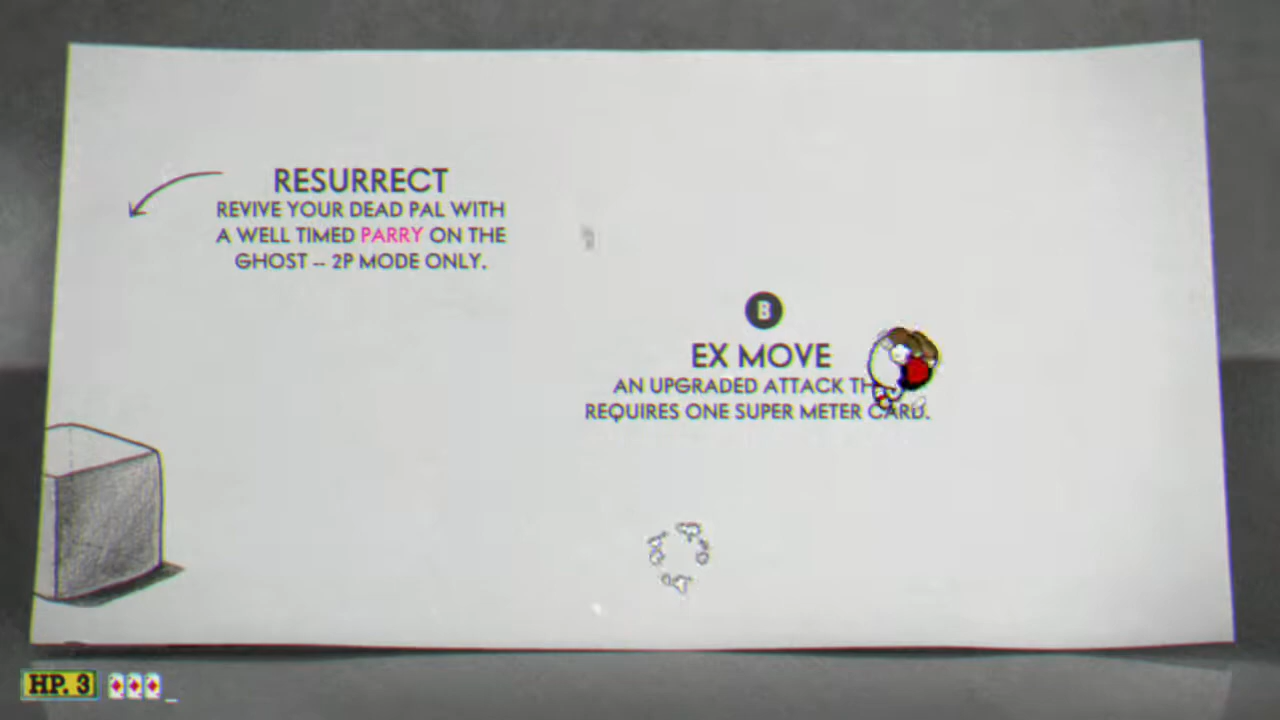 RESURRECT
REVIVE YOUR DEAD PAL WITH
A WELL TIMED PARRY ON THE
GHOST -- 2P MODE ONLY.
B
EX MOVE
AN UPGRADED ATTACK TH
REQUIRES ONE SUPER METER CARD.
HP. 3